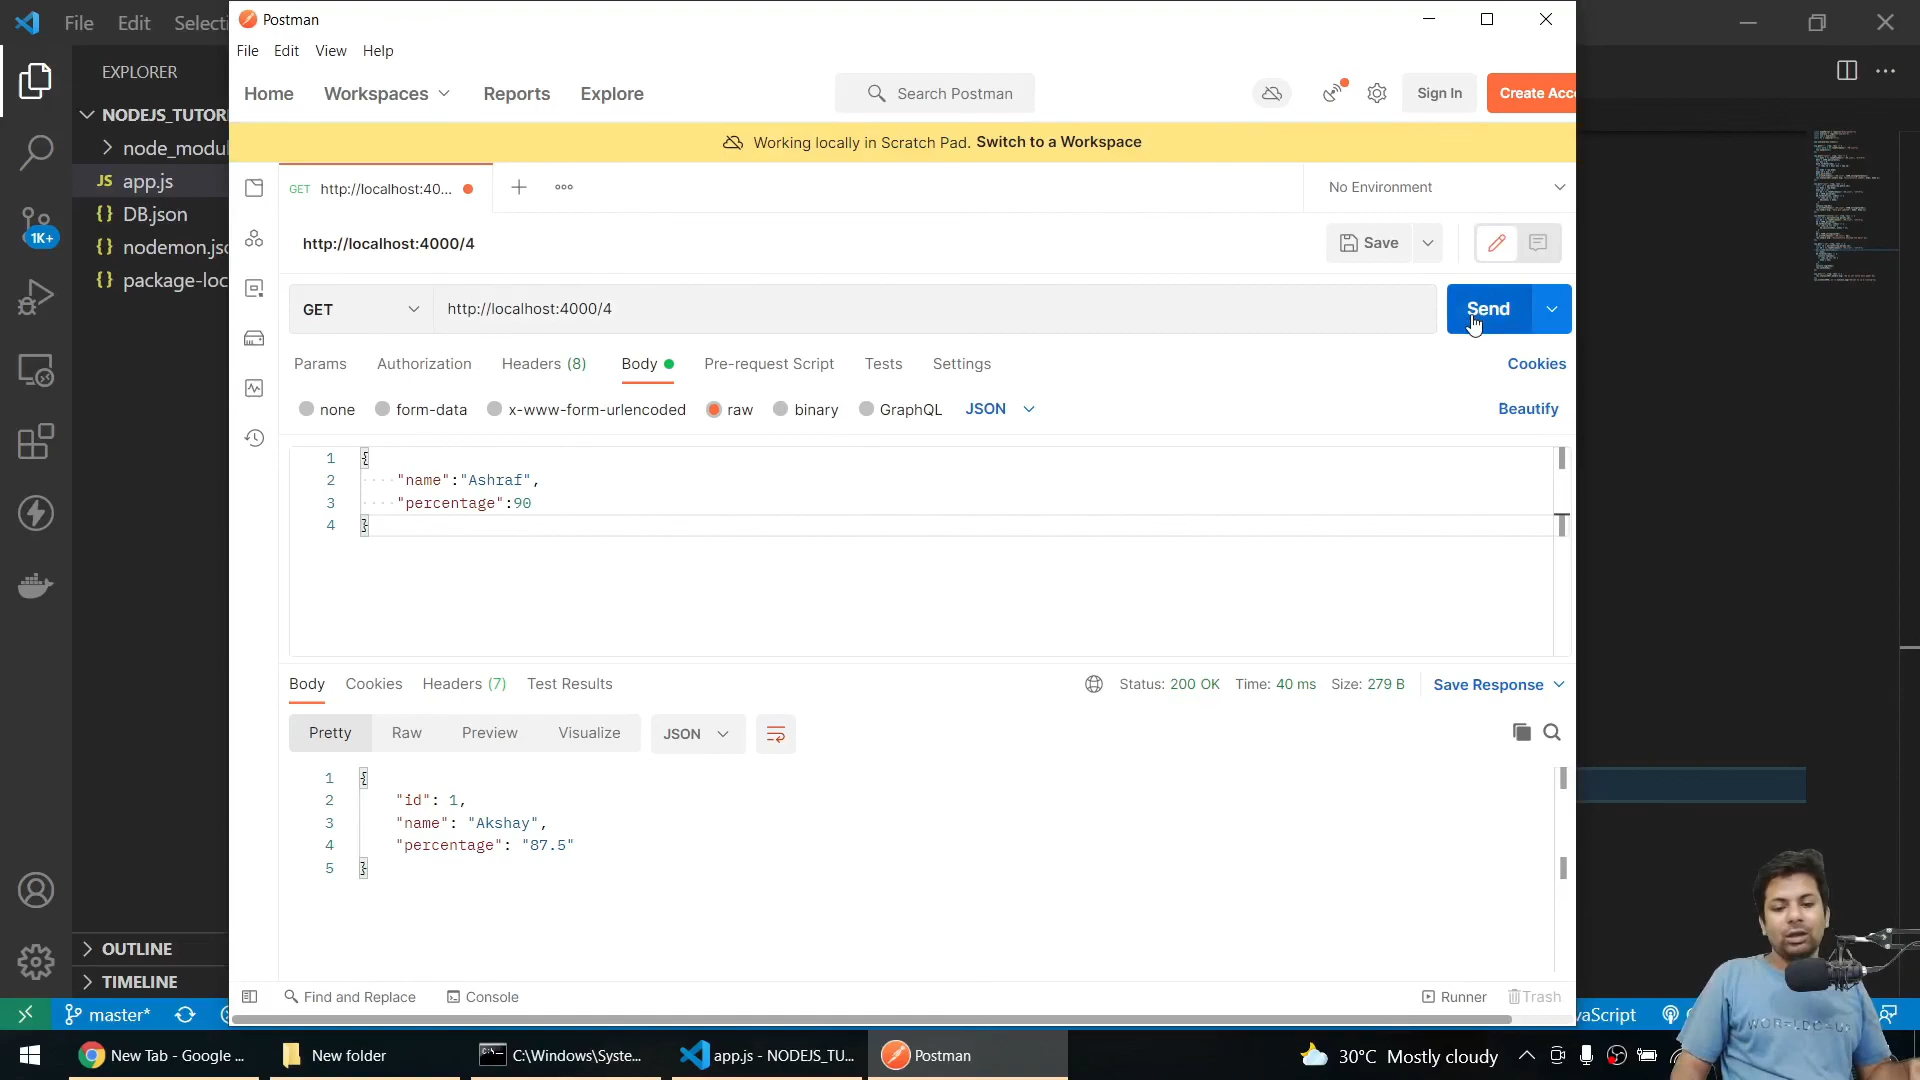 File Edit Selecti
Postman
File Edit View Help
EXPLORER
Home Workspaces Reports Explore Search Postman Sign In Create Acc
NODEJS_TUTOR
Working locally in Scratch Pad. Switch to a Workspace
node_modul
JS app.js
GET http://localhost:40... No Environment
{} DB.json
1K+
{} nodemon.jsc
http://localhost:4000/4 Save
{} package-loc
GET http://localhost:4000/4 Send
Params Authorization Headers (8) Body Pre-request Script Tests Settings Cookies
none form-data x-www-form-urlencoded raw binary GraphQL JSON Beautify
1 {
2 "name":"Ashraf",
3 "percentage":90
4 }
Body Cookies Headers (7) Test Results Status: 200 OK Time: 40 ms Size: 279 B Save Response
Pretty Raw Preview Visualize JSON
1 {
2 "id": 1,
3 "name": "Akshay",
4 "percentage": "87.5"
5 }
OUTLINE
TIMELINE
Find and Replace Console Runner Trash
master* vaScript
New Tab - Google ... New folder C:\Windows\Syste... app.js - NODEJS_TU... Postman 30°C Mostly cloudy